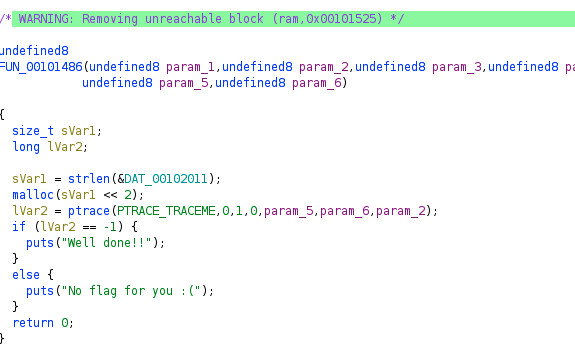 /* WARNING: Removing unreachable block (ram,0x00101525) */
undefined8
FUN_00101486(undefined8 param_1,undefined8 param_2,undefined8 param_3,undefined8 pa
undefined8 param_5,undefined8 param_6)
{
size_t sVar1;
long lVar2;
sVar1 = strlen(&DAT_00102011);
malloc(sVar1 << 2);
lVar2 = ptrace(PTRACE_TRACEME,0,1,0,param_5,param_6,param_2);
if (lVar2 == -1) {
puts("Well done!!");
}
else {
puts("No flag for you :(");
}
return 0;
}